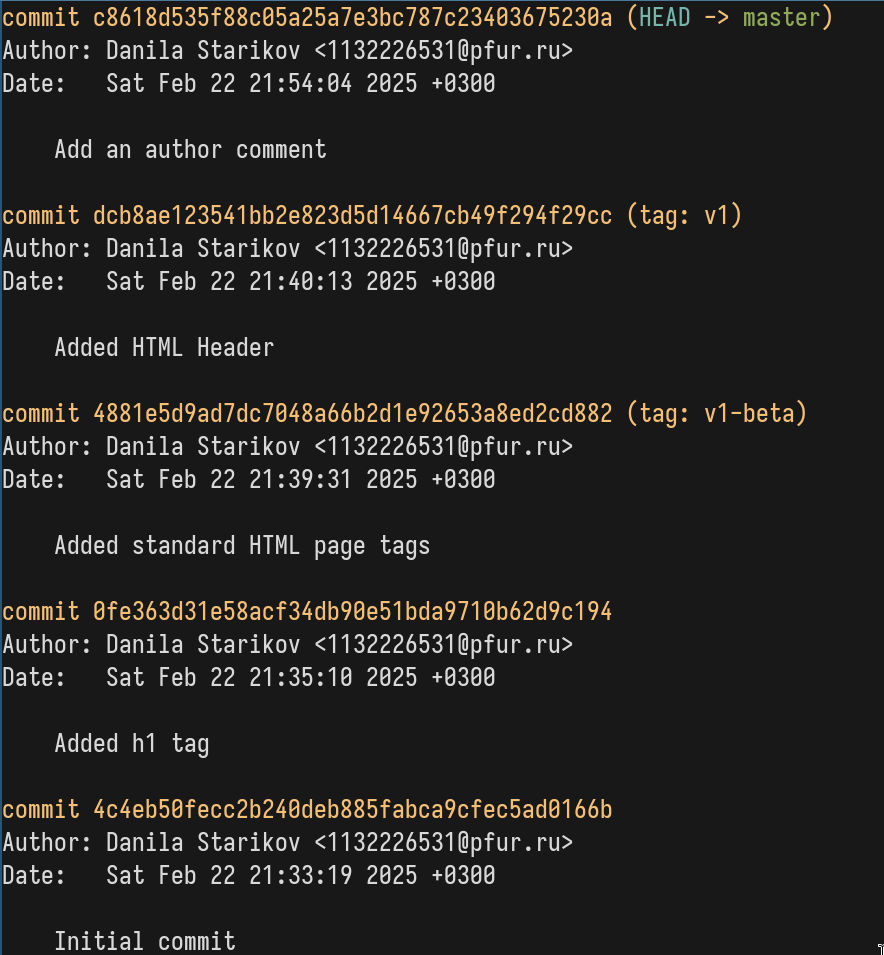 commit c8618d535f88c05a25a7e3bc787c23403675230a (HEAD -> master)
Author: Danila Starikov <1132226531@pfur.ru>
Date:   Sat Feb 22 21:54:04 2025 +0300
    Add an author comment
commit dcb8ae123541bb2e823d5d14667cb49f294f29cc (tag: v1)
Author: Danila Starikov <1132226531@pfur.ru>
Date:   Sat Feb 22 21:40:13 2025 +0300
    Added HTML Header
commit 4881e5d9ad7dc7048a66b2d1e92653a8ed2cd882 (tag: v1-beta)
Author: Danila Starikov <1132226531@pfur.ru>
Date:   Sat Feb 22 21:39:31 2025 +0300
    Added standard HTML page tags
commit 0fe363d31e58acf34db90e51bda9710b62d9c194
Author: Danila Starikov <1132226531@pfur.ru>
Date:   Sat Feb 22 21:35:10 2025 +0300
    Added h1 tag
commit 4c4eb50fecc2b240deb885fabca9cfec5ad0166b
Author: Danila Starikov <1132226531@pfur.ru>
Date:   Sat Feb 22 21:33:19 2025 +0300
    Initial commit